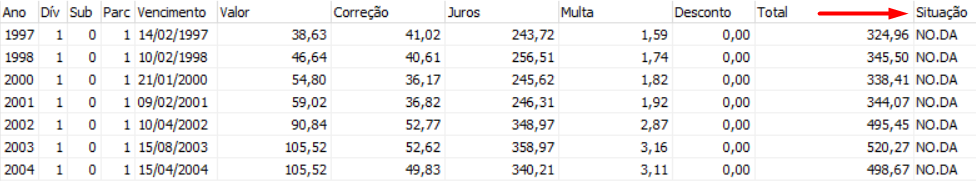 Ano Dív Sub Parc Vencimento Valor Correção Juros Multa Desconto Total Situação
1997 1 0 1 14/02/1997 38,63 41,02 243,72 1,59 0,00 324,96 NO.DA
1998 1 0 1 10/02/1998 46,64 40,61 256,51 1,74 0,00 345,50 NO.DA
2000 1 0 1 21/01/2000 54,80 36,17 245,62 1,82 0,00 338,41 NO.DA
2001 1 0 1 09/02/2001 59,02 36,82 246,31 1,92 0,00 344,07 NO.DA
2002 1 0 1 10/04/2002 90,84 52,77 348,97 2,87 0,00 495,45 NO.DA
2003 1 0 1 15/08/2003 105,52 52,62 358,97 3,16 0,00 520,27 NO.DA
2004 1 0 1 15/04/2004 105,52 49,83 340,21 3,11 0,00 498,67 NO.DA